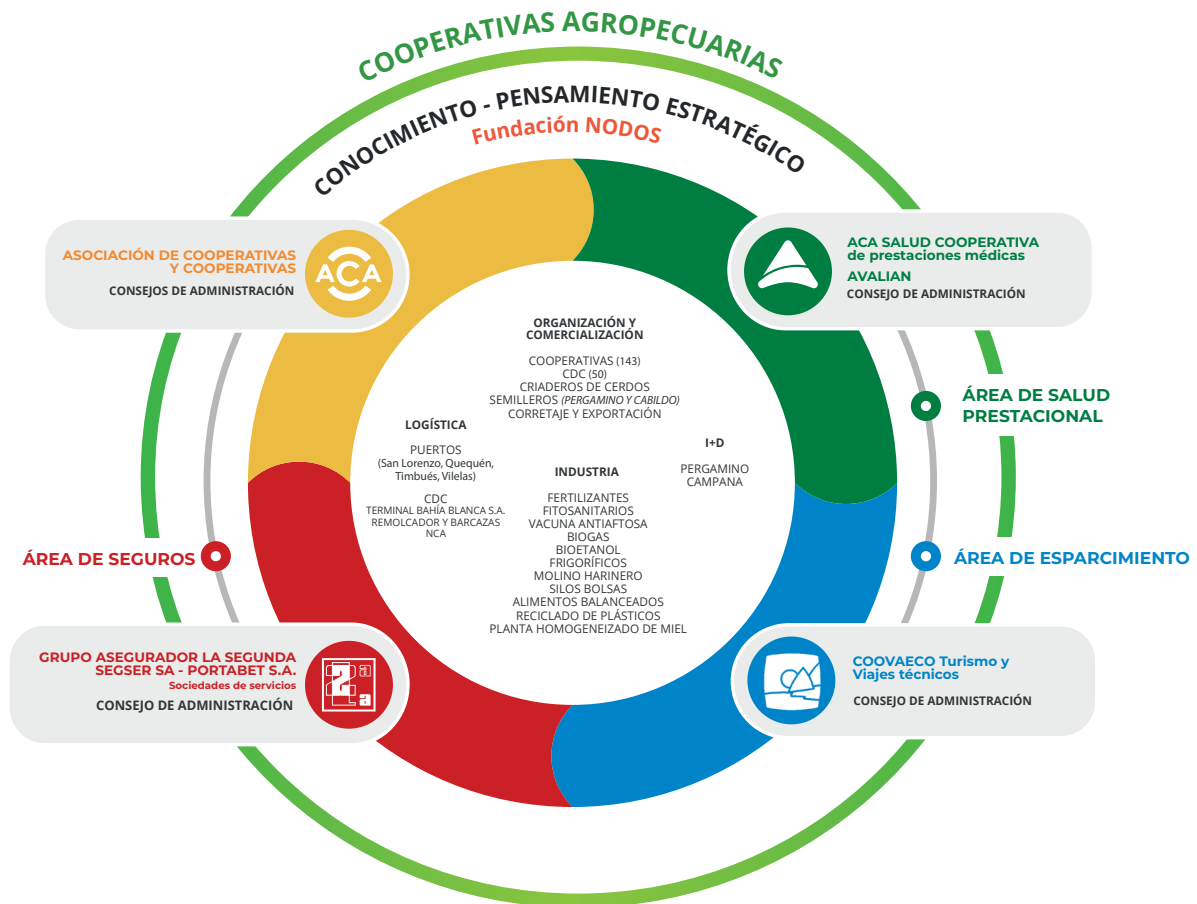 COOPERATIVAS AGROPECUARIAS
CONOCIMIENTO - PENSAMIENTO ESTRATÉGICO
Fundación NODOS
ASOCIACIÓN DE COOPERATIVAS
Y COOPERATIVAS
CONSEJOS DE ADMINISTRACIÓN
ACA
ACA SALUD COOPERATIVA
de prestaciones médicas
AVALIAN
CONSEJO DE ADMINISTRACIÓN
ORGANIZACIÓN Y
COMERCIALIZACIÓN
COOPERATIVAS (143)
CDC (50)
CRIADEROS DE CERDOS
SEMILLEROS (PERGAMINO Y CABILDO)
CORRETAJE Y EXPORTACIÓN
LOGÍSTICA
PUERTOS
(San Lorenzo, Quequén,
Timbués, Vilelas)
CDC
TERMINAL BAHÍA BLANCA S.A.
REMOLCADOR Y BARCAZAS
NCA
I+D
PERGAMINO
CAMPANA
INDUSTRIA
FERTILIZANTES
FITOSANITARIOS
VACUNA ANTIAFTOSA
BIOGAS
BIOETANOL
FRIGORÍFICOS
MOLINO HARINERO
SILOS BOLSAS
ALIMENTOS BALANCEADOS
RECICLADO DE PLÁSTICOS
PLANTA HOMOGENEIZADO DE MIEL
ÁREA DE SALUD
PRESTACIONAL
ÁREA DE SEGUROS
ÁREA DE ESPARCIMIENTO
GRUPO ASEGURADOR LA SEGUNDA
SEGSER SA - PORTABET S.A.
Sociedades de servicios
CONSEJO DE ADMINISTRACIÓN
COOVAECO Turismo y
Viajes técnicos
CONSEJO DE ADMINISTRACIÓN